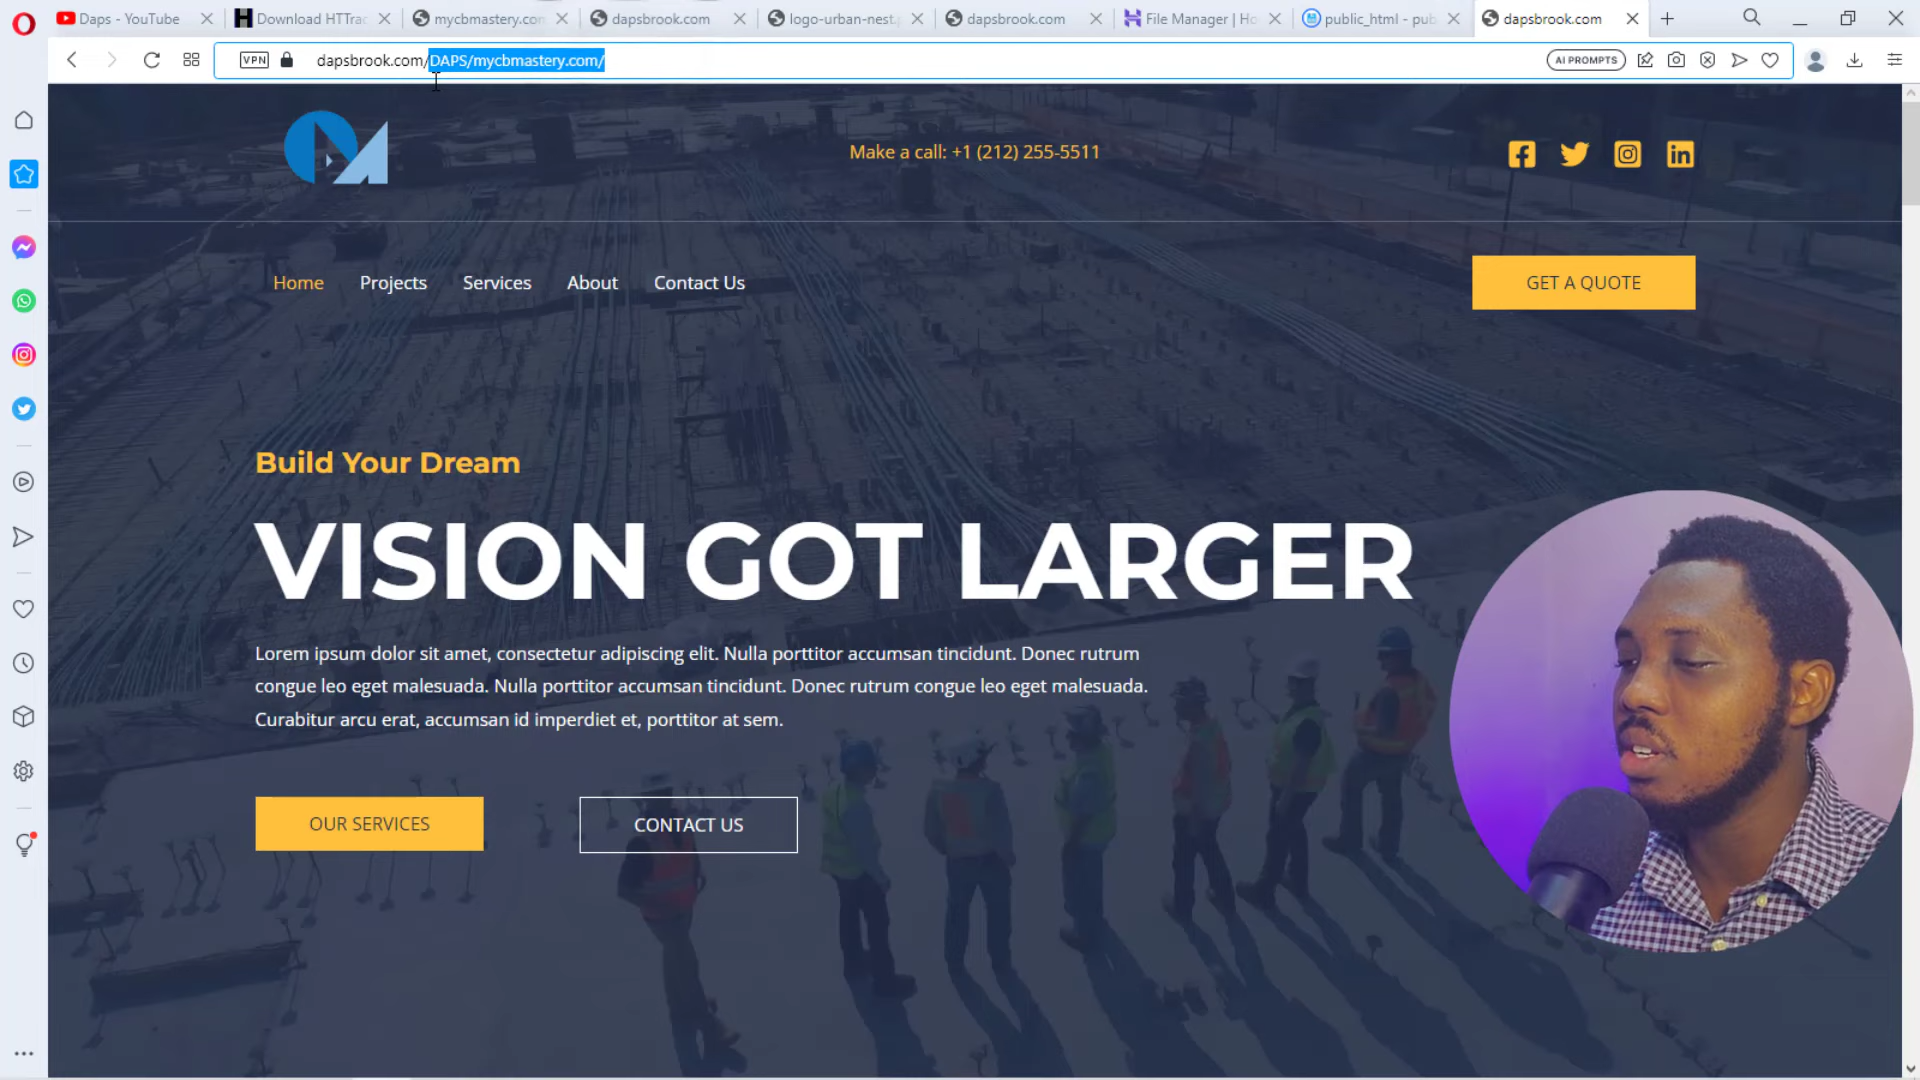 Daps - YouTube
Download HTTrac
mycbmastery.com
dapsbrook.com
logo-urban-nest.p
dapsbrook.com
File Manager | Ho
public_html - pub
dapsbrook.com
VPN
dapsbrook.com/DAPS/mycbmastery.com/
AI PROMPTS
Make a call: +1 (212) 255-5511
Home
Projects
Services
About
Contact Us
GET A QUOTE
Build Your Dream
VISION GOT LARGER
Lorem ipsum dolor sit amet, consectetur adipiscing elit. Nulla porttitor accumsan tincidunt. Donec rutrum
congue leo eget malesuada. Nulla porttitor accumsan tincidunt. Donec rutrum congue leo eget malesuada.
Curabitur arcu erat, accumsan id imperdiet et, porttitor at sem.
OUR SERVICES
CONTACT US